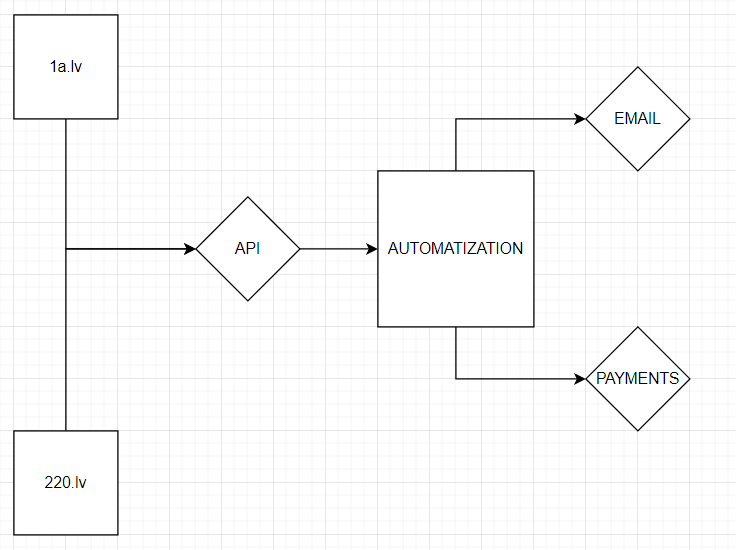 1a.lv
EMAIL
API
AUTOMATIZATION
PAYMENTS
220.lv